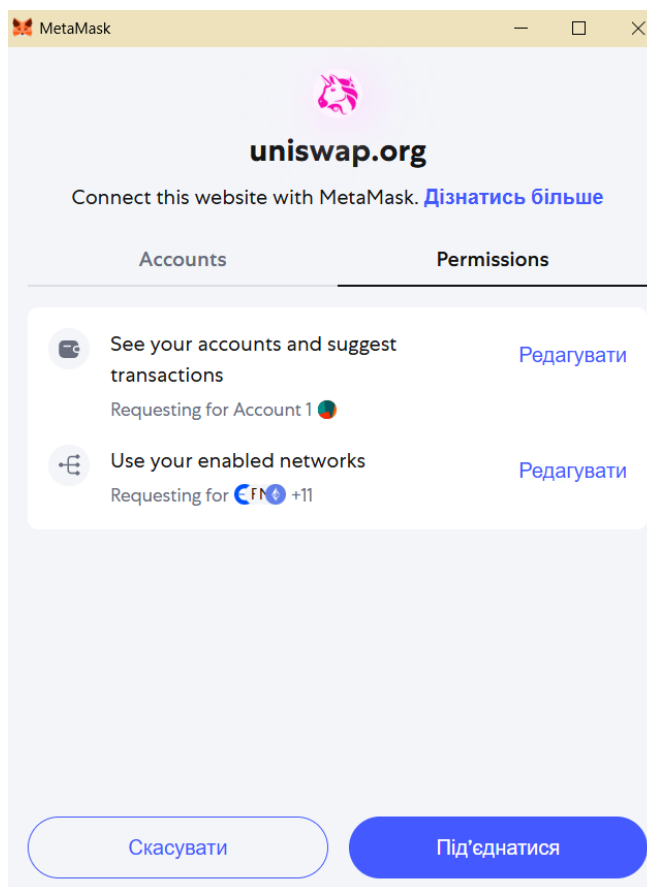 MetaMask
uniswap.org
Connect this website with MetaMask. Дізнатись більше
Accounts
Permissions
See your accounts and suggest
transactions
Редагувати
Requesting for Account 1
Use your enabled networks
Редагувати
Requesting for +11
Скасувати
Під'єднатися